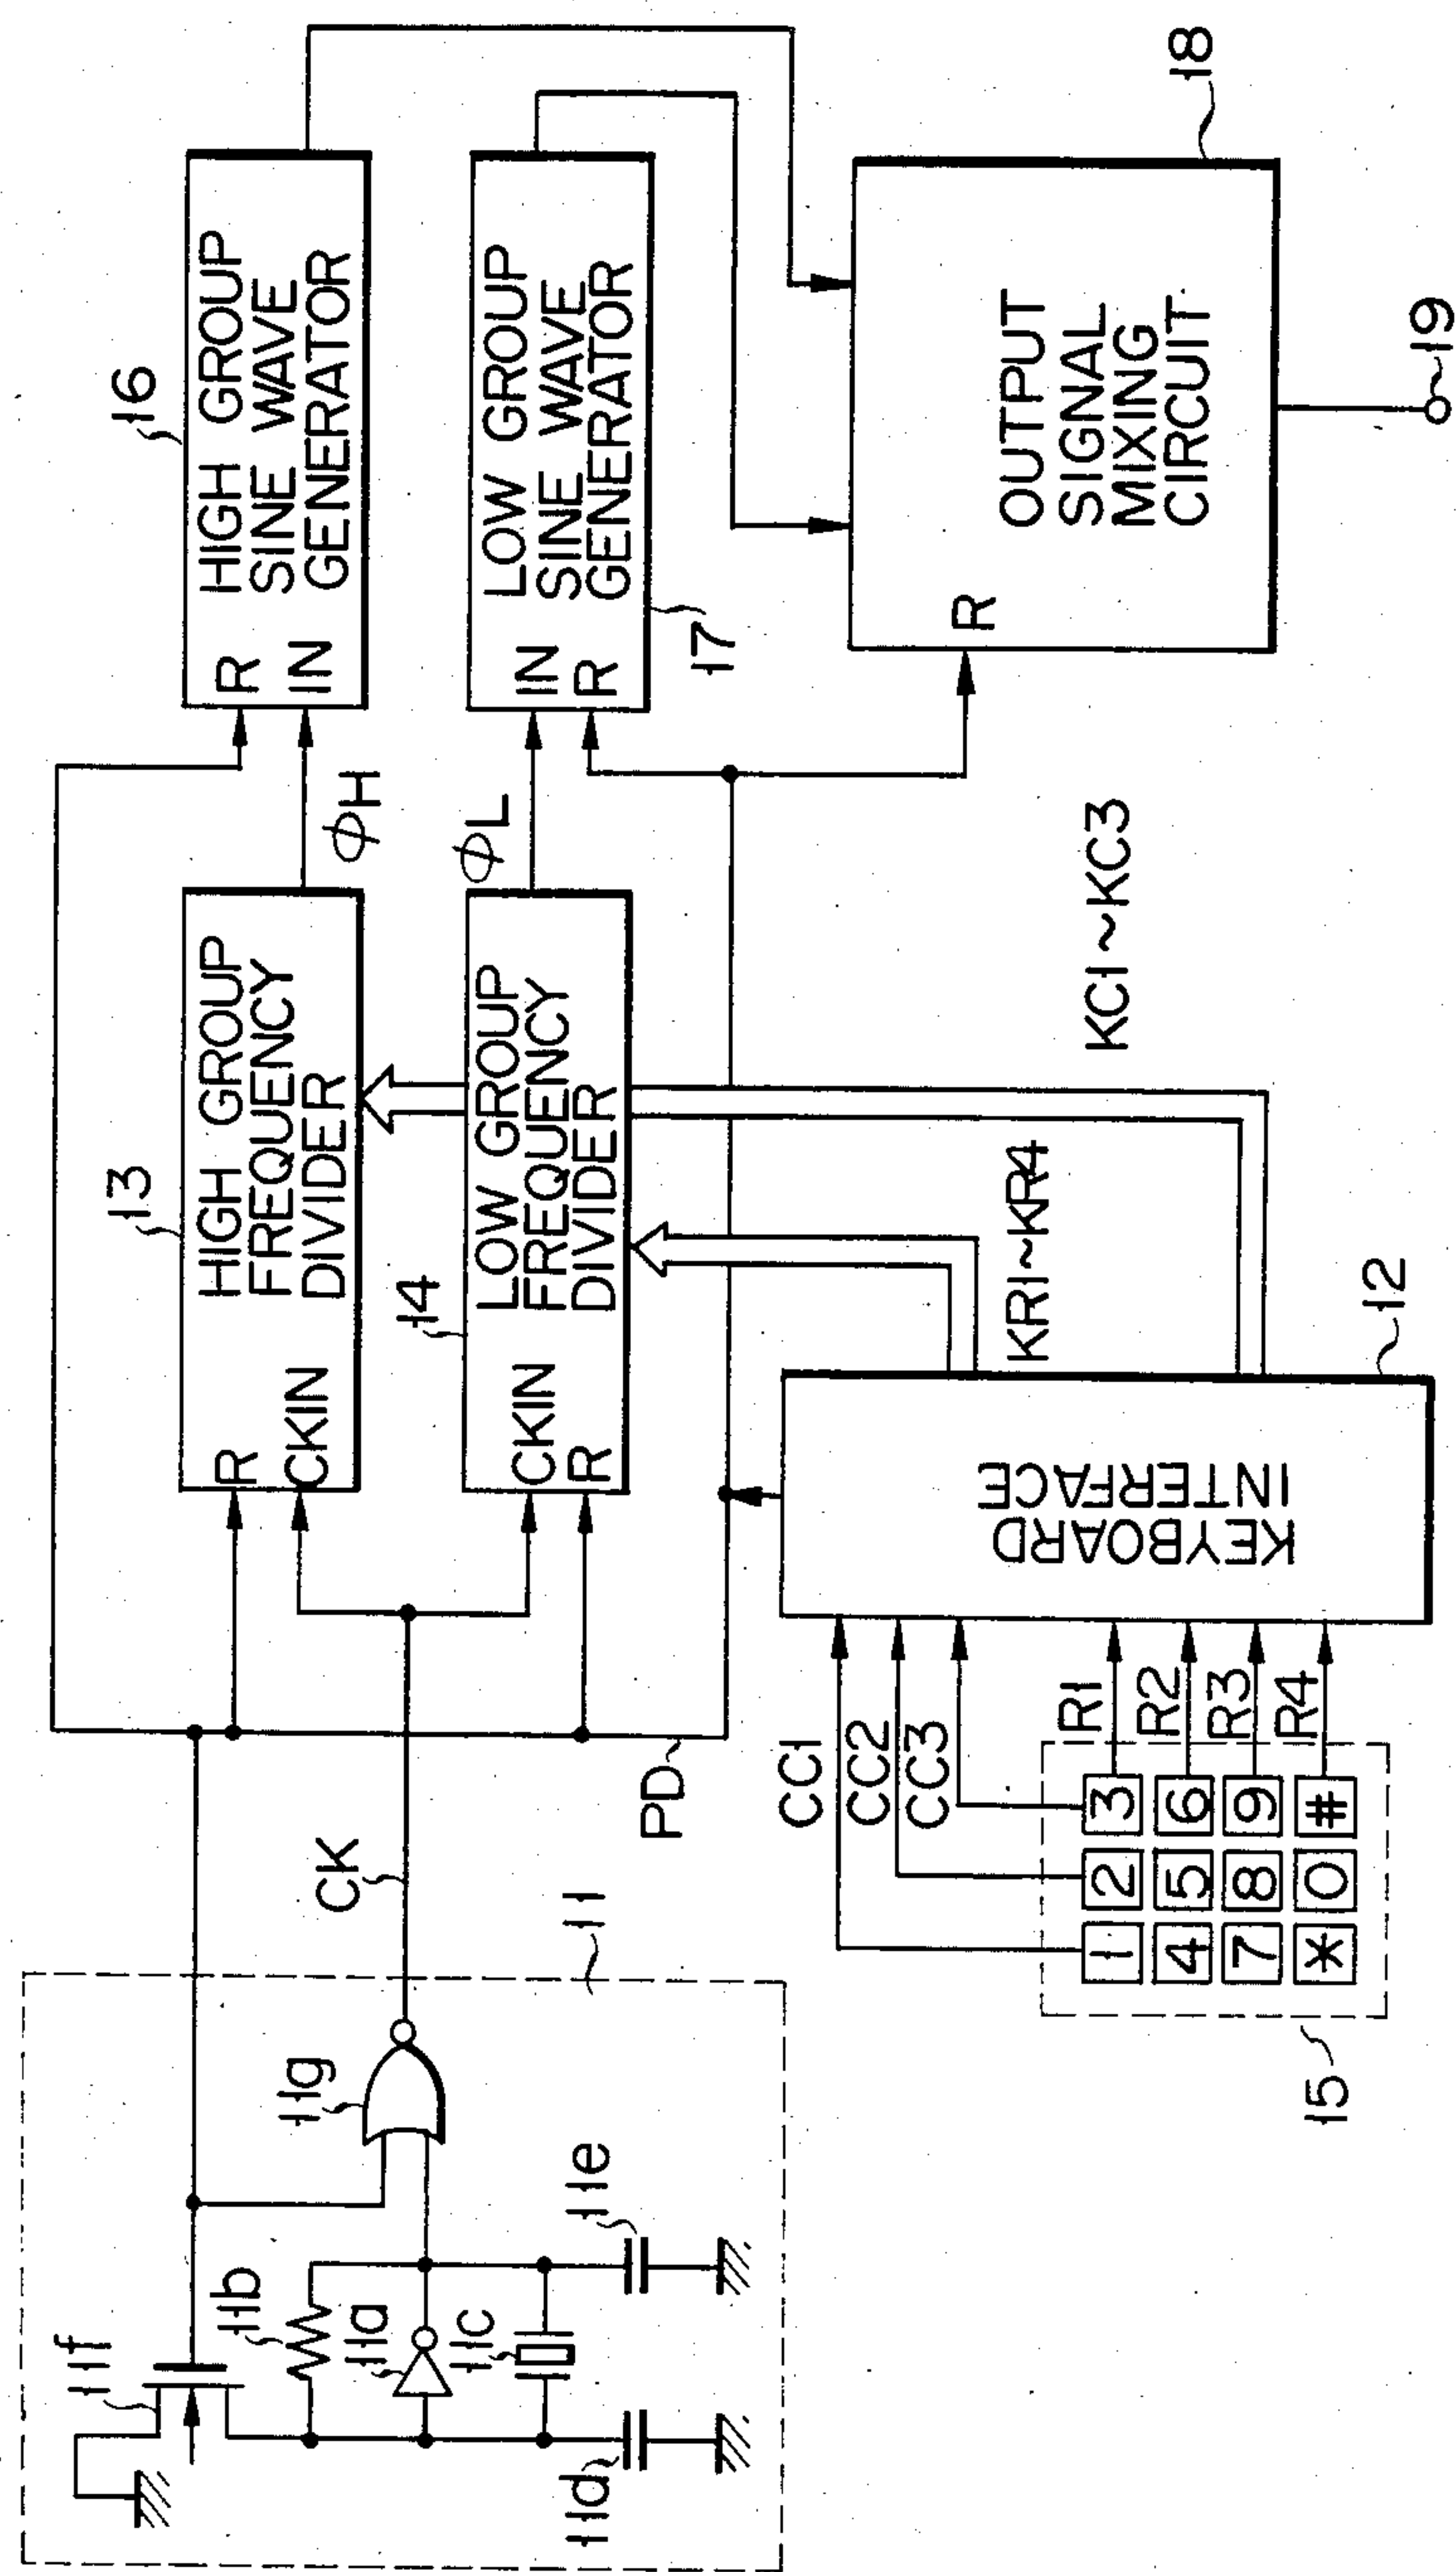 11
11f
11b
11a
11c
11d
11e
11g
CK
PD
13
R
CKIN
HIGH GROUP
FREQUENCY
DIVIDER
14
CKIN
R
LOW GROUP
FREQUENCY
DIVIDER
φH
φL
16
R
IN
HIGH GROUP
SINE WAVE
GENERATOR
17
IN
R
LOW GROUP
SINE WAVE
GENERATOR
18
R
OUTPUT
SIGNAL
MIXING
CIRCUIT
19
12
KEYBOARD
INTERFACE
KR1~KR4
KC1~KC3
CC1
CC2
CC3
R1
R2
R3
R4
15
1 2 3
4 5 6
7 8 9
* 0 #